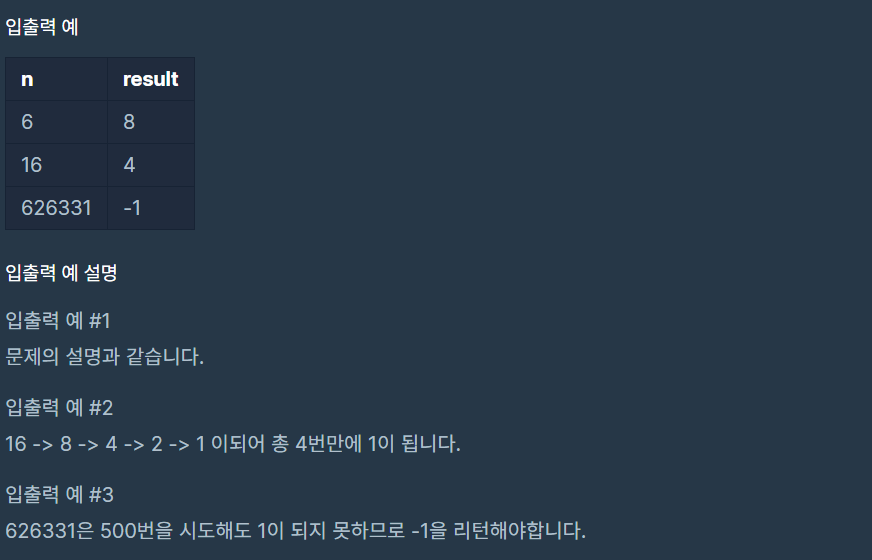 입출력 예
n result
6 8
16 4
626331 -1
입출력 예 설명
입출력 예 #1
문제의 설명과 같습니다.
입출력 예 #2
16 -> 8 -> 4 -> 2 -> 1 이되어 총 4번만에 1이 됩니다.
입출력 예 #3
626331은 500번을 시도해도 1이 되지 못하므로 -1을 리턴해야합니다.